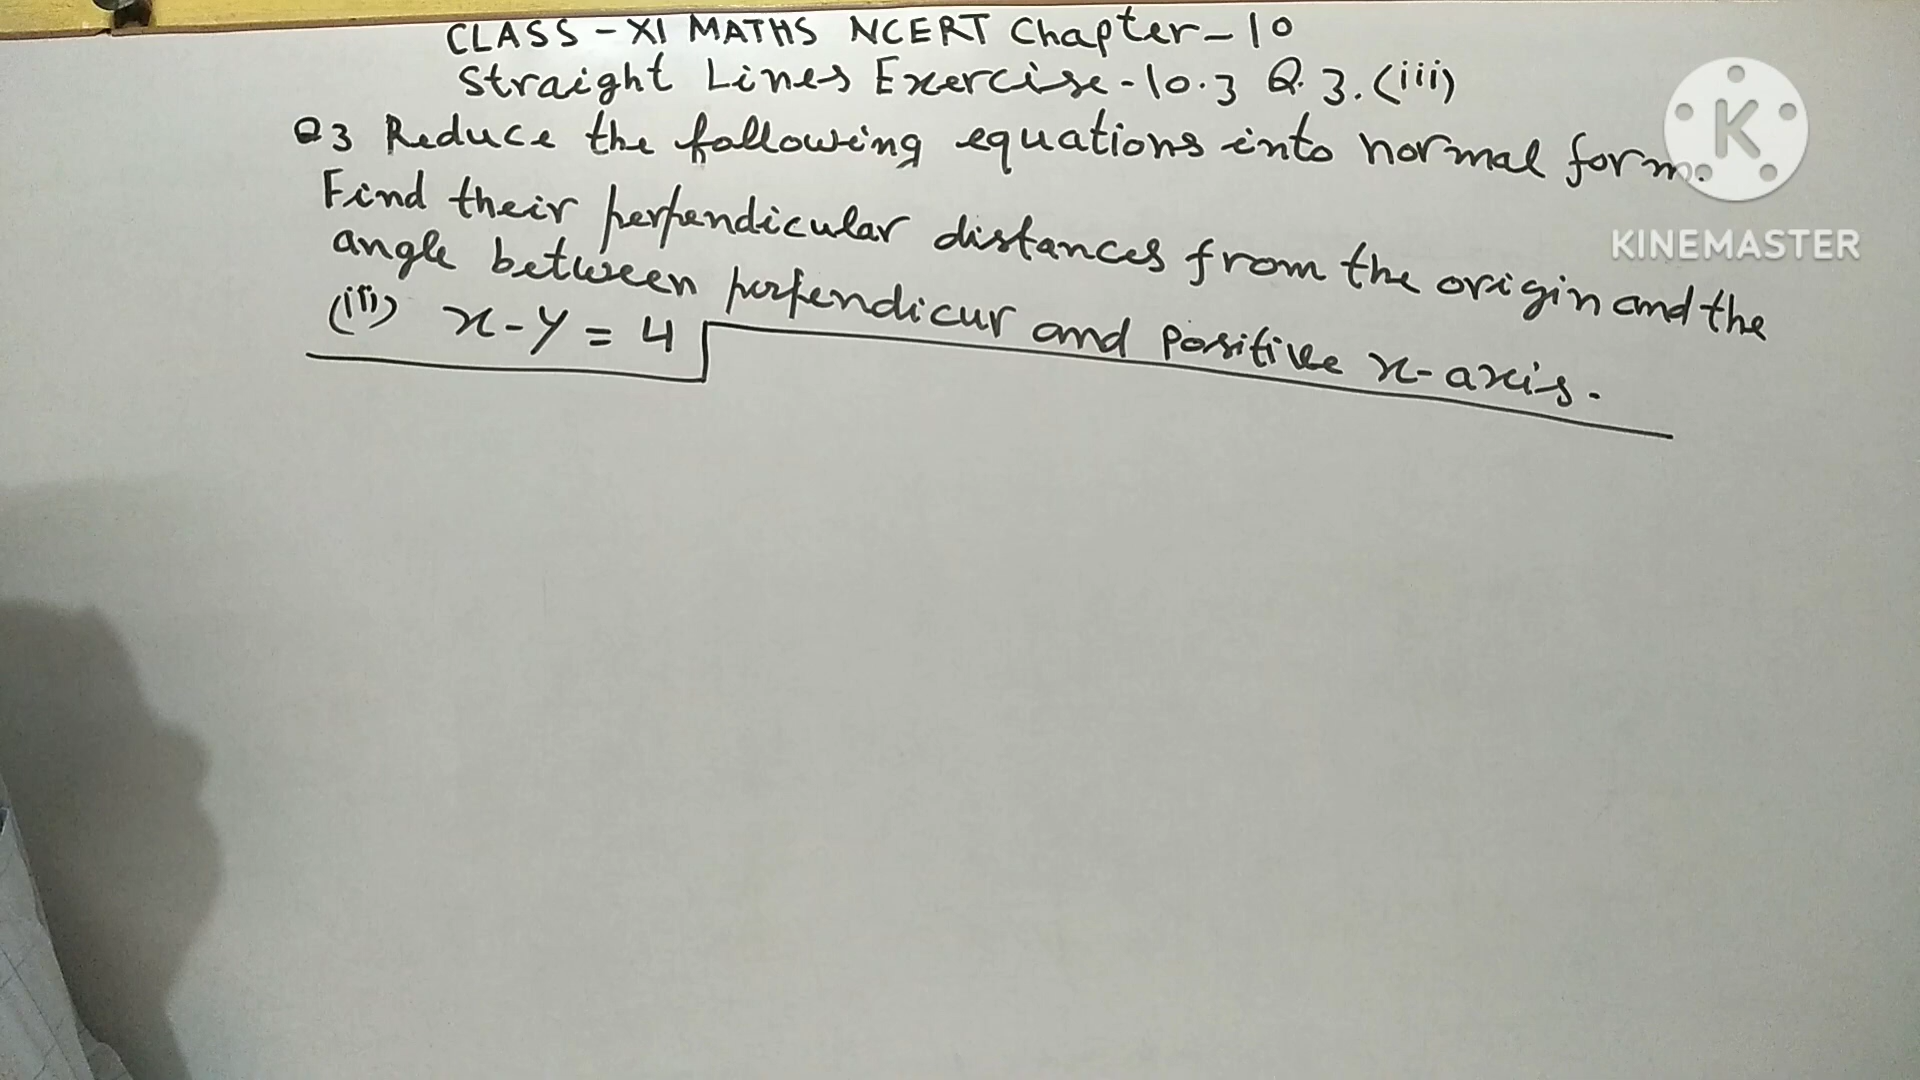 CLASS - XI MATHS NCERT Chapter - 10
Straight Lines Exercise - 10.3 Q. 3. (iii)
Q3 Reduce the following equations into normal form.
Find their perpendicular distances from the origin and the
angle between perpendicur and positive x-axis.
(iii) x - y = 4
K
KINEMASTER